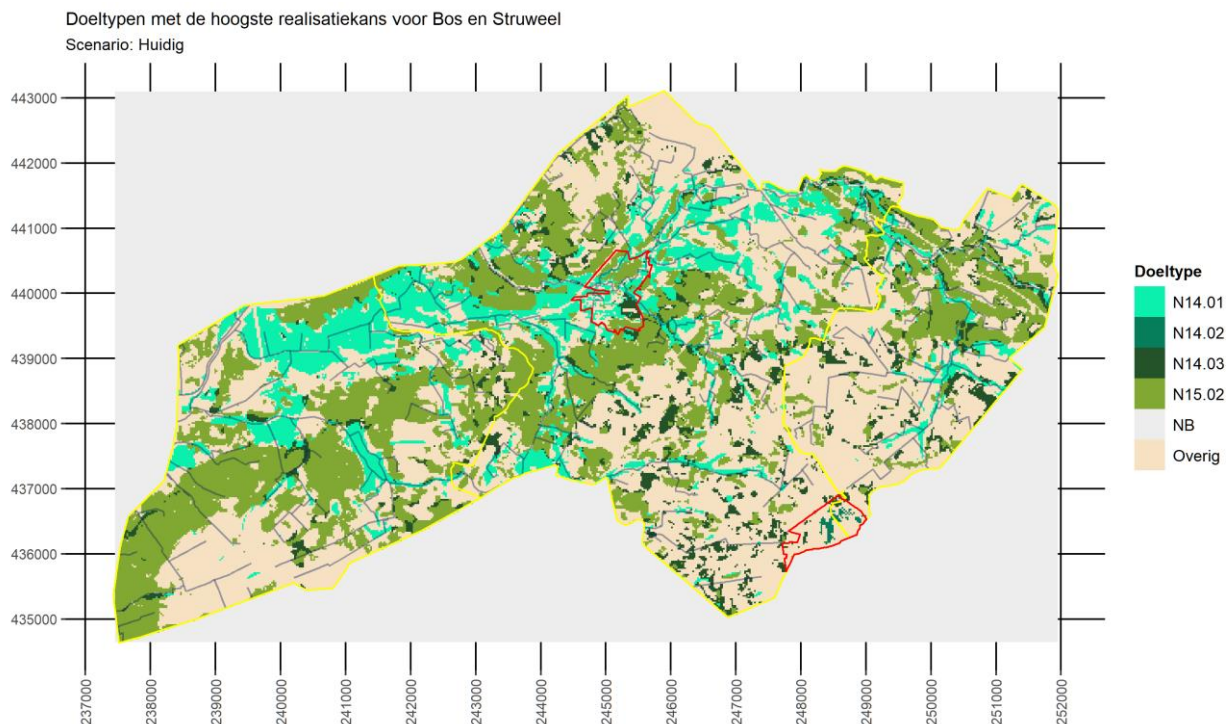 Doeltypen met de hoogste realisatiekans voor Bos en Struweel
Scenario: Huidig
443000
442000
441000
440000
439000
438000
437000
436000
435000
237000
238000
239000
240000
241000
242000
243000
244000
245000
246000
247000
248000
249000
250000
251000
252000
Doeltype
N14.01
N14.02
N14.03
N15.02
NB
Overig